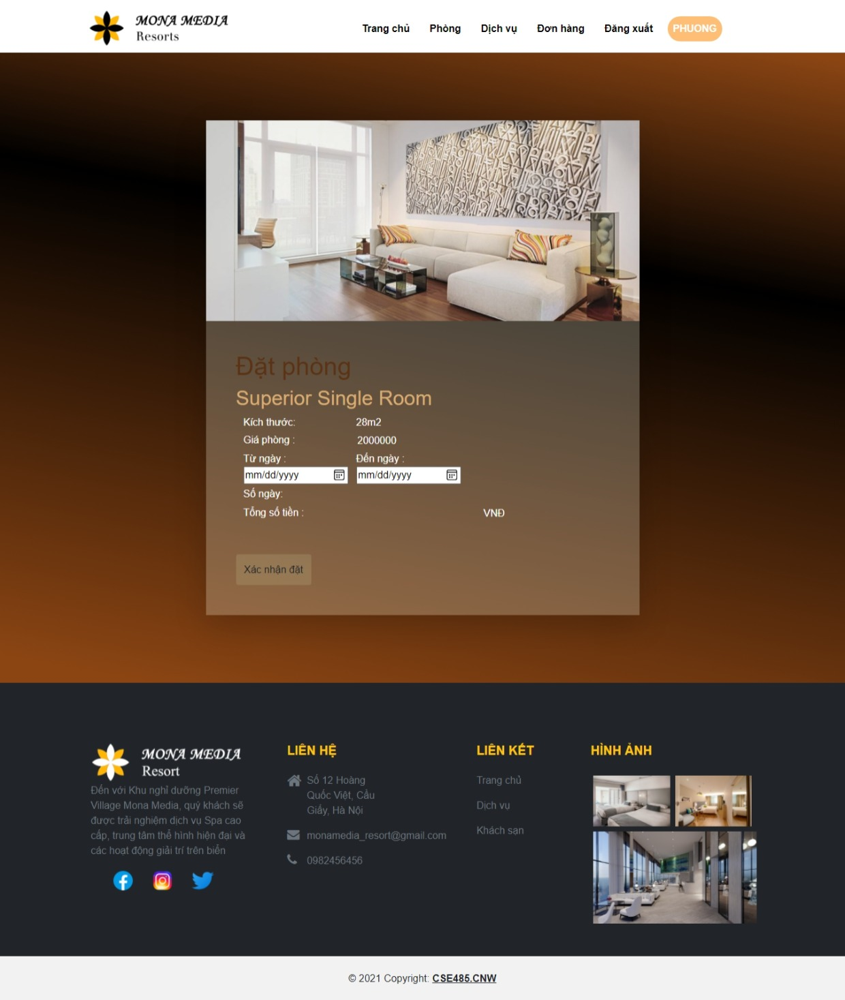 MONA MEDIA
Resorts
Trang chủ Phòng Dịch vụ Đơn hàng Đăng xuất PHUONG
Đặt phòng
Superior Single Room
Kích thước: 28m2
Giá phòng : 2000000
Từ ngày : Đến ngày :
mm/dd/yyyy mm/dd/yyyy
Số ngày:
Tổng số tiền : VNĐ
Xác nhận đặt
MONA MEDIA
Resort
Đến với Khu nghỉ dưỡng Premier
Village Mona Media, quý khách sẽ
được trải nghiệm dịch vụ Spa cao
cấp, trung tâm thể hình hiện đại và
các hoạt động giải trí trên biển
LIÊN HỆ
Số 12 Hoàng
Quốc Việt, Cầu
Giấy, Hà Nội
monamedia_resort@gmail.com
0982456456
LIÊN KẾT
Trang chủ
Dịch vụ
Khách sạn
HÌNH ẢNH
© 2021 Copyright: CSE485.CNW